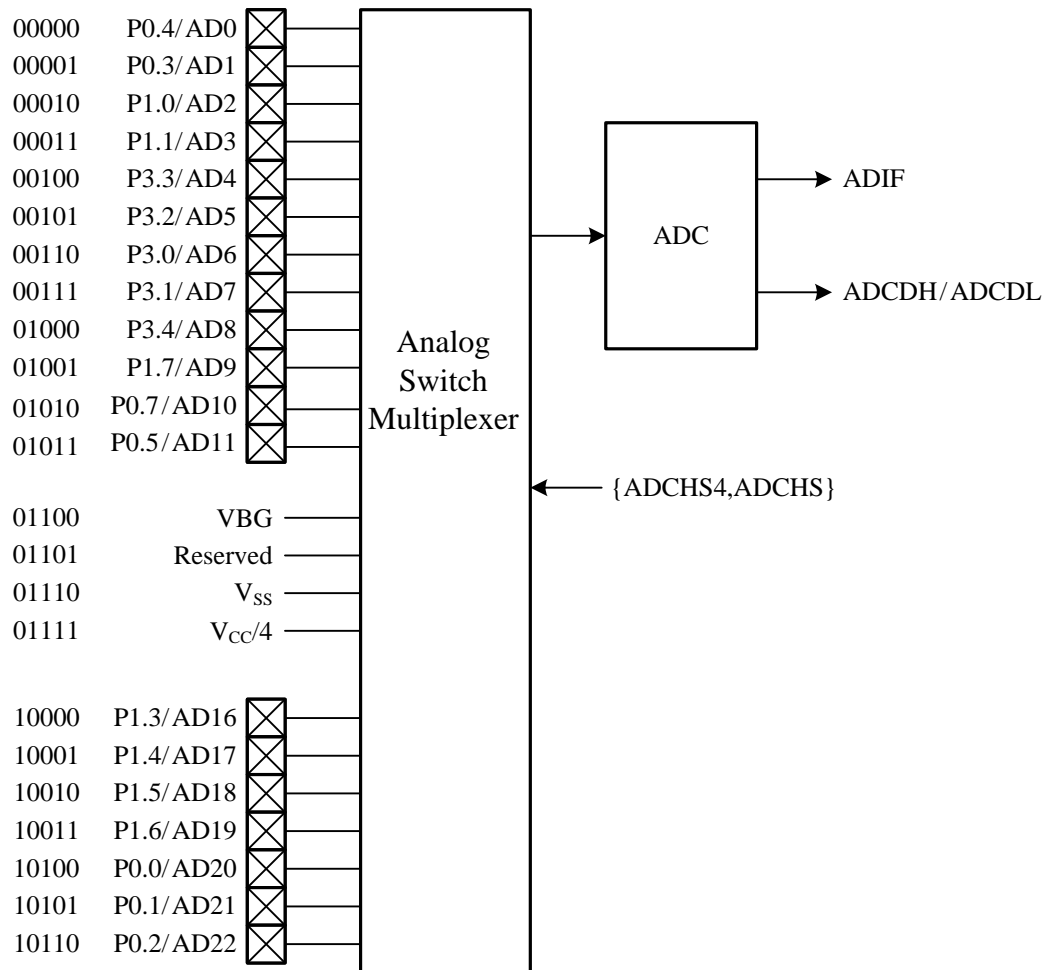 00000 P0.4/AD0
00001 P0.3/AD1
00010 P1.0/AD2
00011 P1.1/AD3
00100 P3.3/AD4
00101 P3.2/AD5
00110 P3.0/AD6
00111 P3.1/AD7
01000 P3.4/AD8
01001 P1.7/AD9
01010 P0.7/AD10
01011 P0.5/AD11
01100 VBG
01101 Reserved
01110 VSS
01111 VCC/4
10000 P1.3/AD16
10001 P1.4/AD17
10010 P1.5/AD18
10011 P1.6/AD19
10100 P0.0/AD20
10101 P0.1/AD21
10110 P0.2/AD22
Analog
Switch
Multiplexer
ADC
ADIF
ADCDH/ADCDL
{ADCHS4,ADCHS}